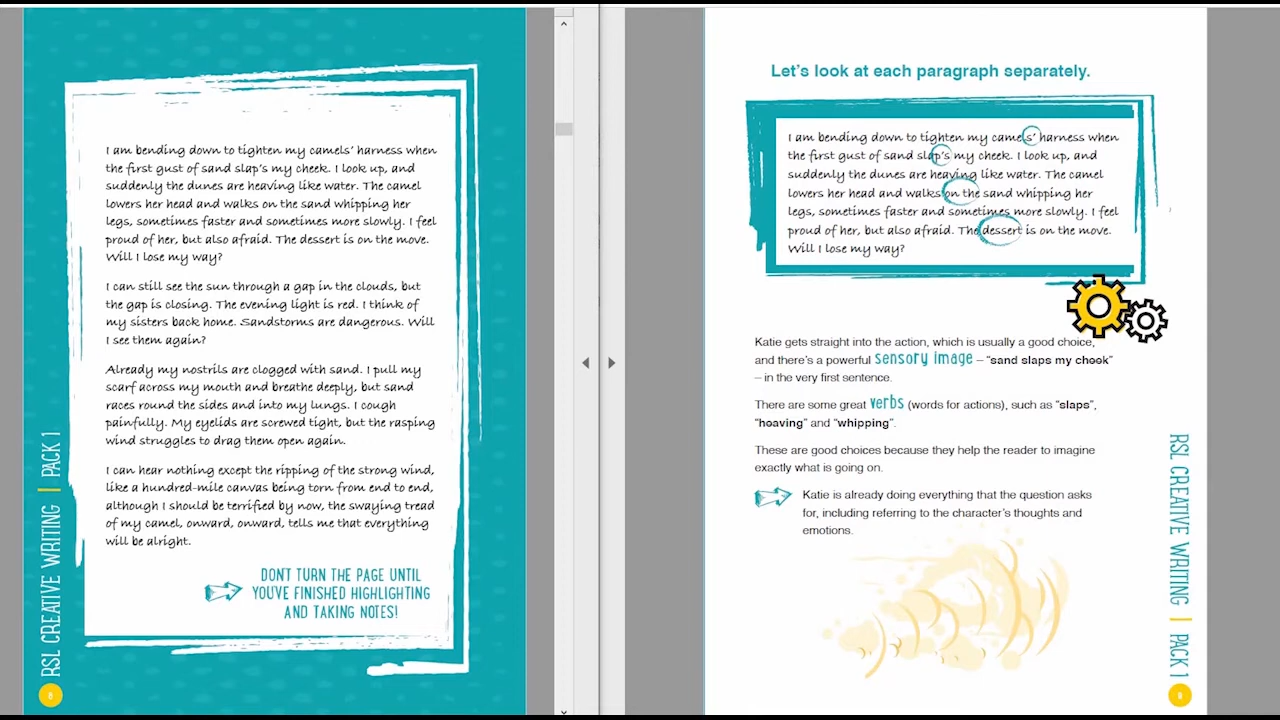 I am bending down to tighten my camels' harness when
the first gust of sand slap's my cheek. I look up, and
suddenly the dunes are heaving like water. The camel
lowers her head and walks on the sand whipping her
legs, sometimes faster and sometimes more slowly. I feel
proud of her, but also afraid. The dessert is on the move.
Will I lose my way?
I can still see the sun through a gap in the clouds, but
the gap is closing. The evening light is red. I think of
my sisters back home. Sandstorms are dangerous. Will
I see them again?
Already my nostrils are clogged with sand. I pull my
scarf across my mouth and breathe deeply, but sand
races round the sides and into my lungs. I cough
painfully. My eyelids are screwed tight, but the rasping
wind struggles to drag them open again.
I can hear nothing except the ripping of the strong wind,
like a hundred-mile canvas being torn from end to end,
although I should be terrified by now, the swaying tread
of my camel, onward, onward, tells me that everything
will be alright.
DON'T TURN THE PAGE UNTIL
YOU'VE FINISHED HIGHLIGHTING
AND TAKING NOTES!
RSL CREATIVE WRITING | PACK 1
8
Let's look at each paragraph separately.
I am bending down to tighten my camels' harness when
the first gust of sand slap's my cheek. I look up, and
suddenly the dunes are heaving like water. The camel
lowers her head and walks on the sand whipping her
legs, sometimes faster and sometimes more slowly. I feel
proud of her, but also afraid. The dessert is on the move.
Will I lose my way?
Katie gets straight into the action, which is usually a good choice,
and there's a powerful sensory image – "sand slaps my cheek"
– in the very first sentence.
There are some great verbs (words for actions), such as "slaps",
"heaving" and "whipping".
These are good choices because they help the reader to imagine
exactly what is going on.
Katie is already doing everything that the question asks
for, including referring to the character's thoughts and
emotions.
RSL CREATIVE WRITING | PACK 1
9